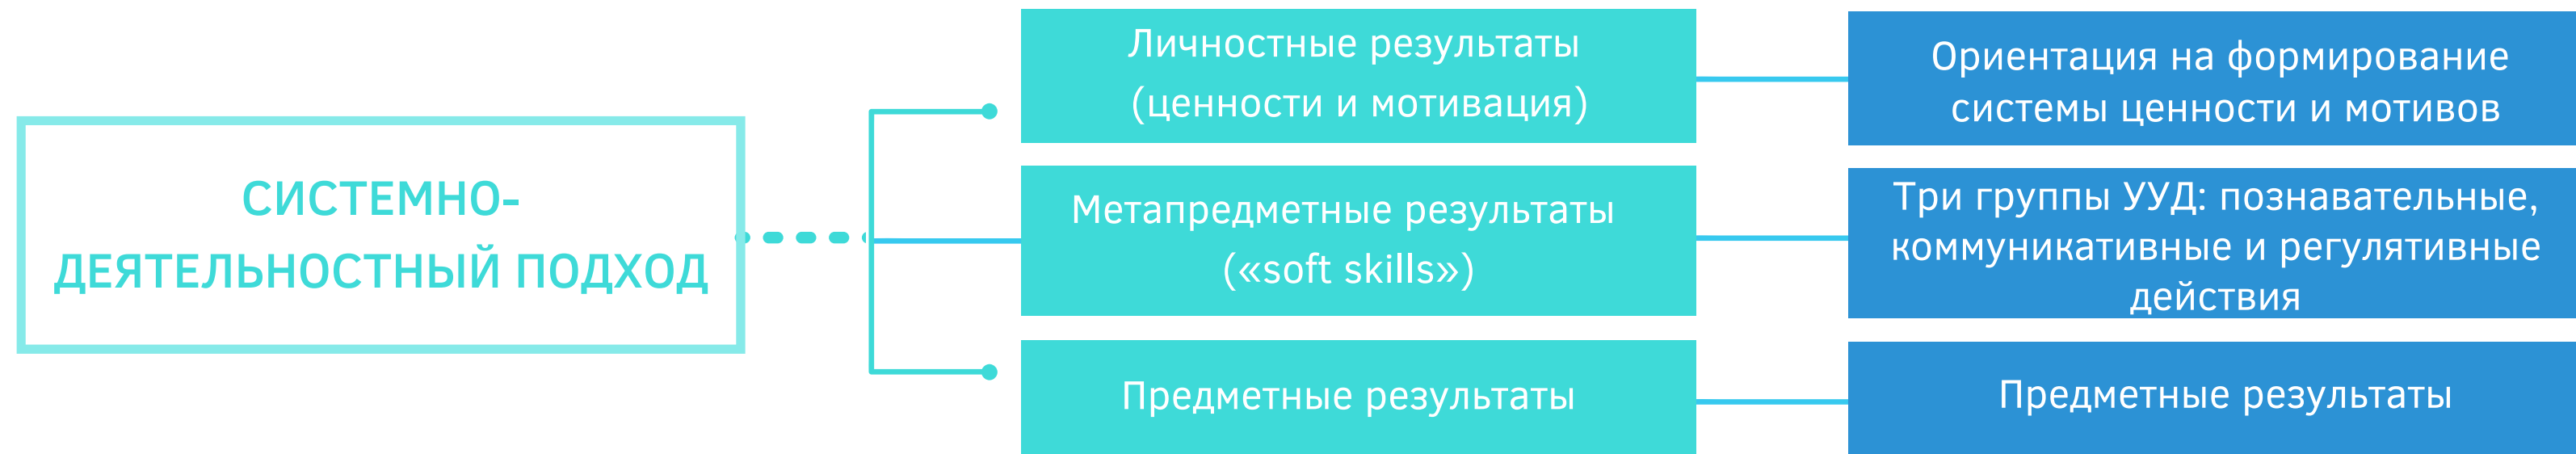 СИСТЕМНО-
ДЕЯТЕЛЬНОСТНЫЙ ПОДХОД
Личностные результаты
(ценности и мотивация)
Ориентация на формирование
системы ценности и мотивов
Метапредметные результаты
(«soft skills»)
Три группы УУД: познавательные,
коммуникативные и регулятивные
действия
Предметные результаты
Предметные результаты